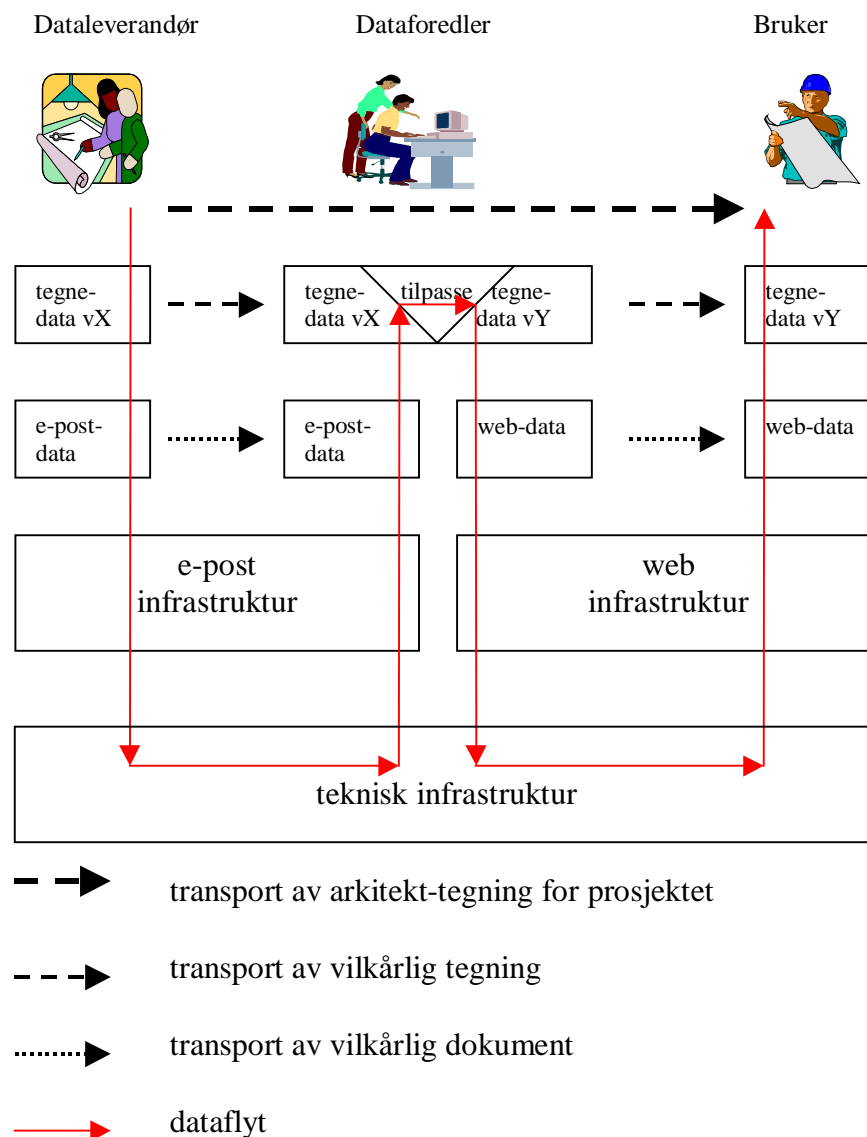 Dataleverandør
Dataforedler
Bruker
tegne-
data vX
tegne-
data vX
tilpasse
tegne-
data vY
tegne-
data vY
e-post-
data
e-post-
data
web-data
web-data
e-post
infrastruktur
web
infrastruktur
teknisk infrastruktur
transport av arkitekt-tegning for prosjektet
transport av vilkårlig tegning
transport av vilkårlig dokument
dataflyt